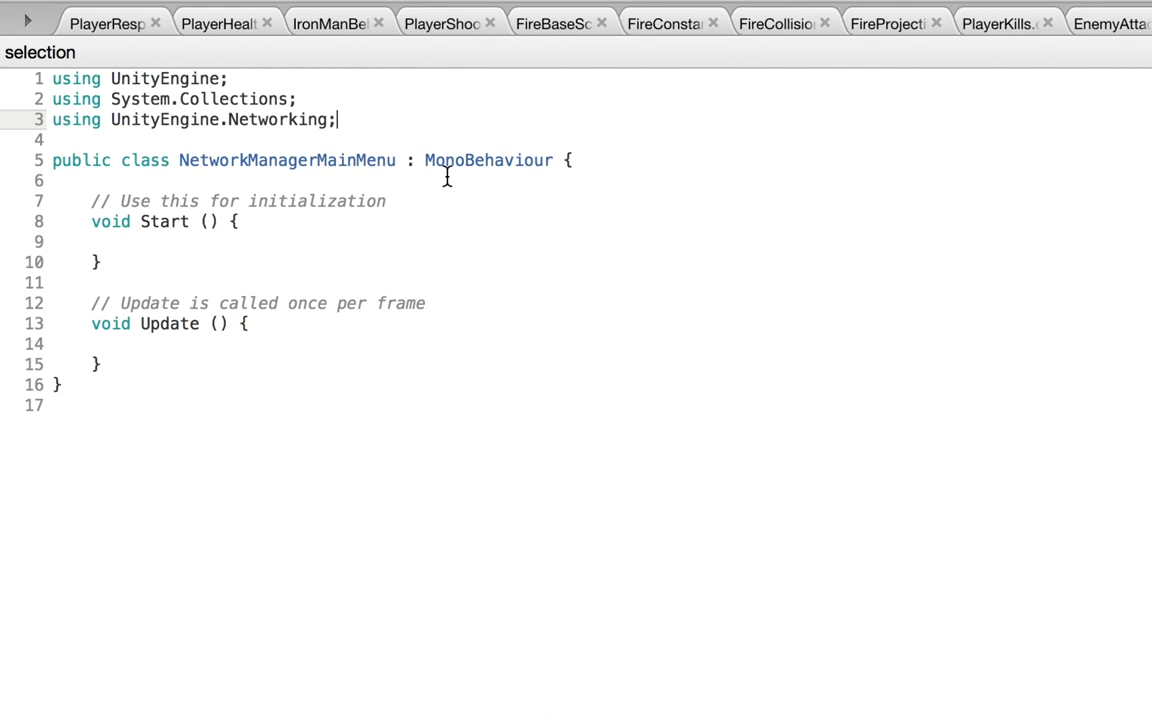 PlayerResp PlayerHealt IronManBe PlayerShoo FireBaseSc FireConstar FireCollisio FireProjecti PlayerKills.c EnemyAtta
selection
1 using UnityEngine;
2 using System.Collections;
3 using UnityEngine.Networking;
4
5 public class NetworkManagerMainMenu : MonoBehaviour {
6
7 // Use this for initialization
8 void Start () {
9
10 }
11
12 // Update is called once per frame
13 void Update () {
14
15 }
16 }
17